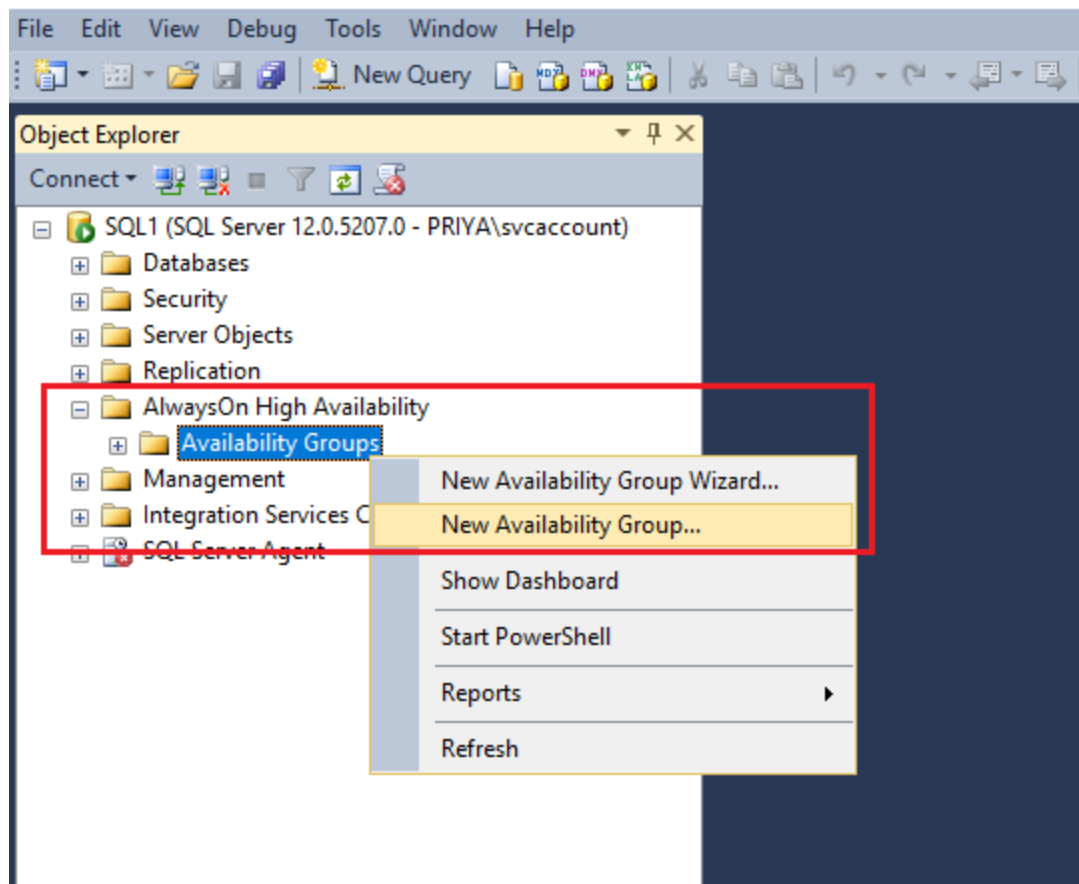 File Edit View Debug Tools Window Help
New Query
Object Explorer
Connect
SQL1 (SQL Server 12.0.5207.0 - PRIYA\svcaccount)
Databases
Security
Server Objects
Replication
AlwaysOn High Availability
Availability Groups
Management
Integration Services C
SQL Server Agent
New Availability Group Wizard...
New Availability Group...
Show Dashboard
Start PowerShell
Reports
Refresh